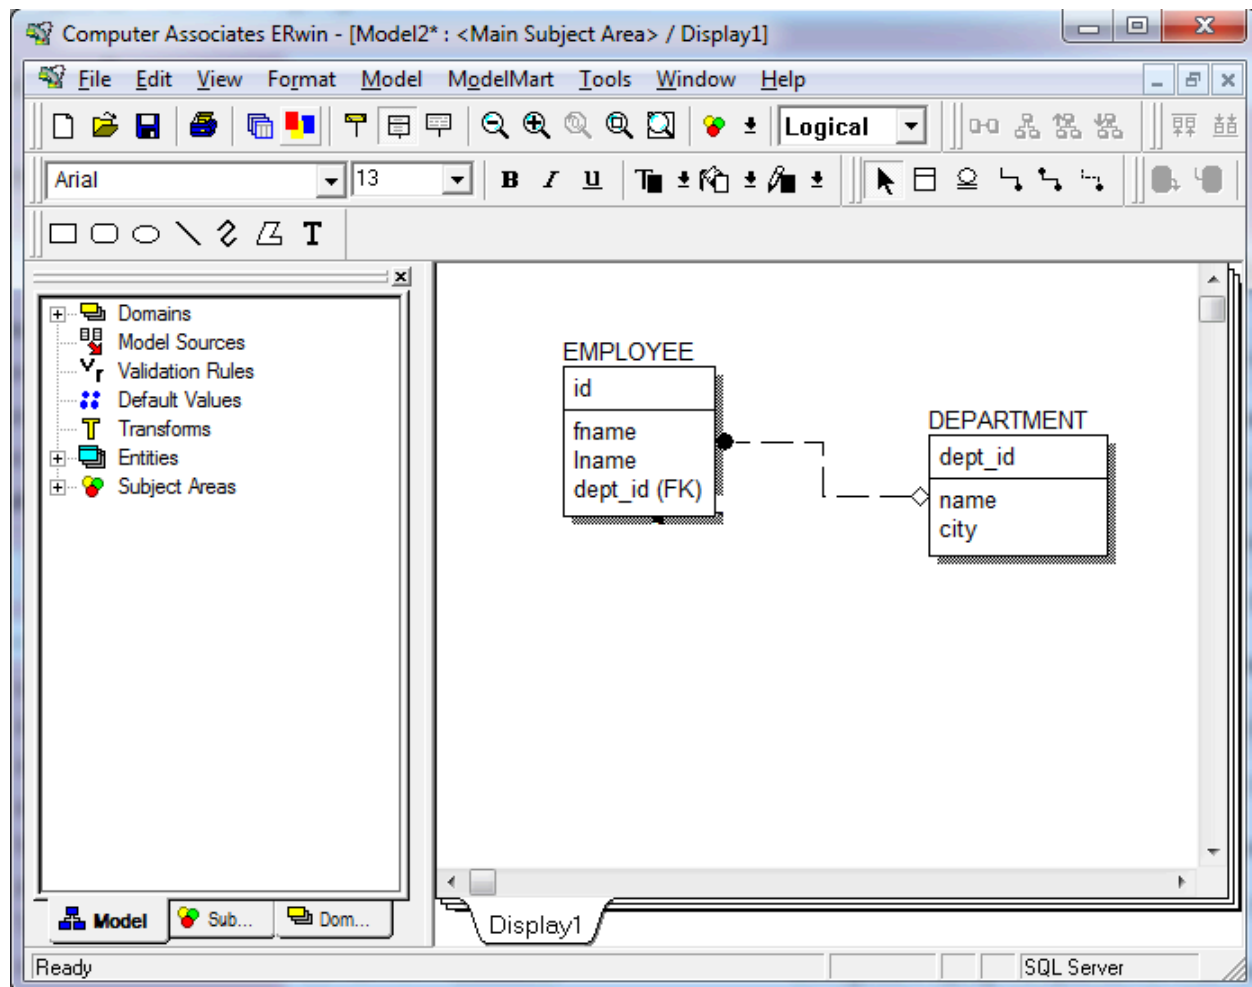 Computer Associates ERwin - [Model2* : <Main Subject Area> / Display1]
File Edit View Format Model ModelMart Tools Window Help
Logical
Arial 13 B I U T
T
Domains
Model Sources
Validation Rules
Default Values
Transforms
Entities
Subject Areas
EMPLOYEE
id
fname
lname
dept_id (FK)
DEPARTMENT
dept_id
name
city
Model Sub... Dom...
Display1
Ready SQL Server